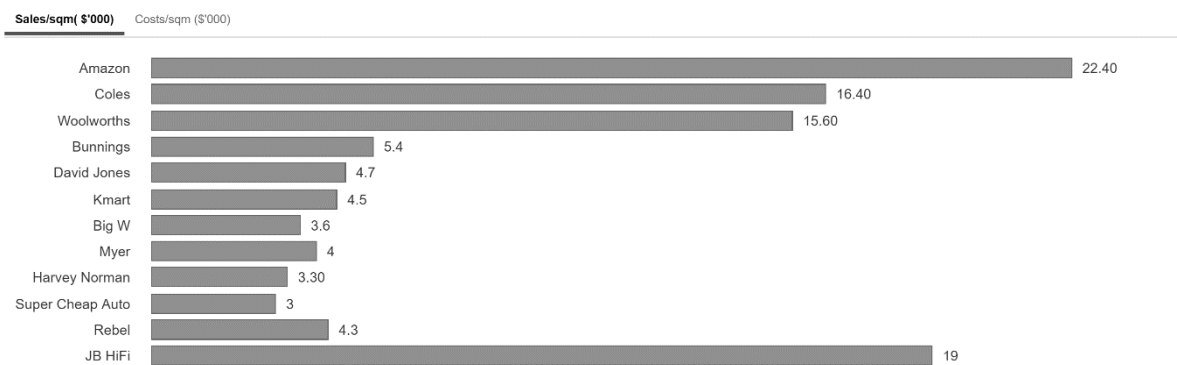 Sales/sqm( $'000) Costs/sqm ($'000)
Amazon 22.40
Coles 16.40
Woolworths 15.60
Bunnings 5.4
David Jones 4.7
Kmart 4.5
Big W 3.6
Myer 4
Harvey Norman 3.30
Super Cheap Auto 3
Rebel 4.3
JB HiFi 19